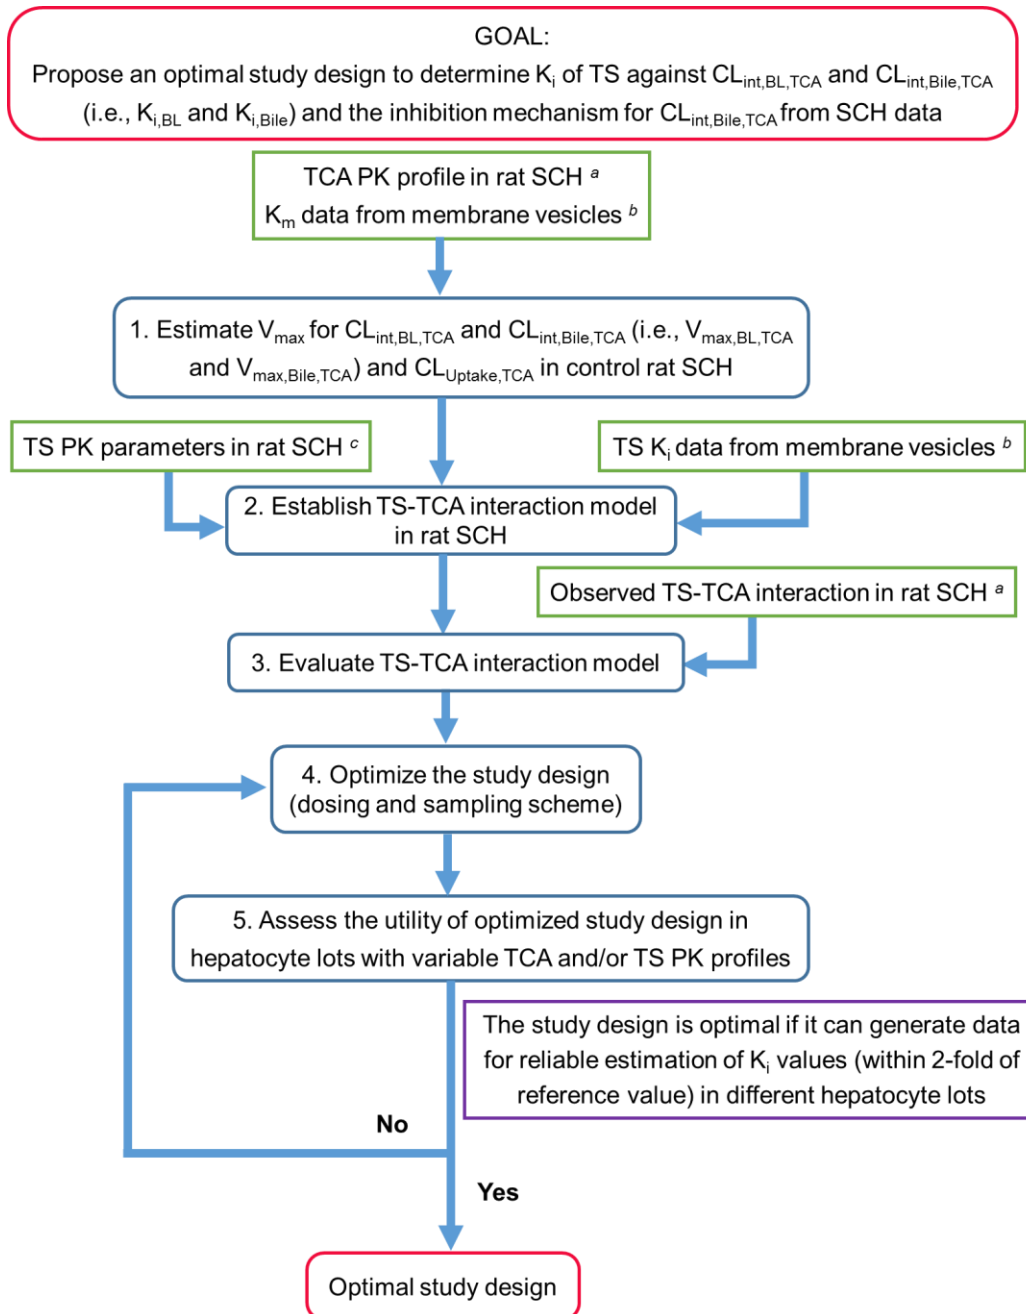 GOAL:
Propose an optimal study design to determine Ki of TS against CLint,BL,TCA and CLint,Bile,TCA
(i.e., Ki,BL and Ki,Bile) and the inhibition mechanism for CLint,Bile,TCA from SCH data
TCA PK profile in rat SCH a
Km data from membrane vesicles b
1. Estimate Vmax for CLint,BL,TCA and CLint,Bile,TCA (i.e., Vmax,BL,TCA
and Vmax,Bile,TCA) and CLUptake,TCA in control rat SCH
TS PK parameters in rat SCH c
TS Ki data from membrane vesicles b
2. Establish TS-TCA interaction model
in rat SCH
Observed TS-TCA interaction in rat SCH a
3. Evaluate TS-TCA interaction model
4. Optimize the study design
(dosing and sampling scheme)
5. Assess the utility of optimized study design in
hepatocyte lots with variable TCA and/or TS PK profiles
The study design is optimal if it can generate data
for reliable estimation of Ki values (within 2-fold of
reference value) in different hepatocyte lots
No
Yes
Optimal study design